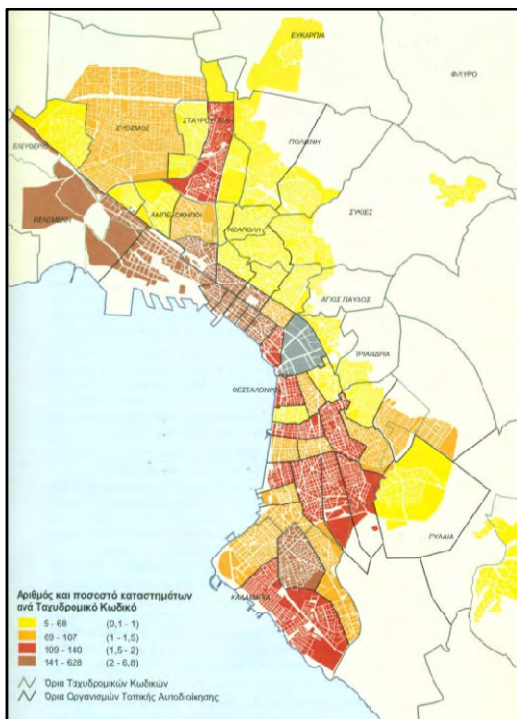 ΕΥΚΑΡΠΙΑ
ΦΙΛΥΡΟ
ΕΥΟΣΜΟΣ
ΣΤΑΥΡΟΥΠΟΛΗ
ΠΟΛΙΧΝΗ
ΕΛΕΥΘΕΡΙΟ
ΜΕΝΕΜΕΝΗ
ΑΜΠΕΛΟΚΗΠΟΙ
ΣΥΚΙΕΣ
ΝΕΑΠΟΛΗ
ΑΓΙΟΣ ΠΑΥΛΟΣ
ΤΡΙΑΝΔΡΙΑ
ΘΕΣΣΑΛΟΝΙΚΗ
ΠΥΛΑΙΑ
ΚΑΛΑΜΑΡΙΑ
Αριθμός και ποσοστό καταστημάτων
ανά Ταχυδρομικό Κωδικό
5 - 68 (0,1 - 1)
69 - 107 (1 - 1,5)
109 - 140 (1,5 - 2)
141 - 628 (2 - 6,8)
Όρια Ταχυδρομικών Κωδικών
Όρια Οργανισμών Τοπικής Αυτοδιοίκησης